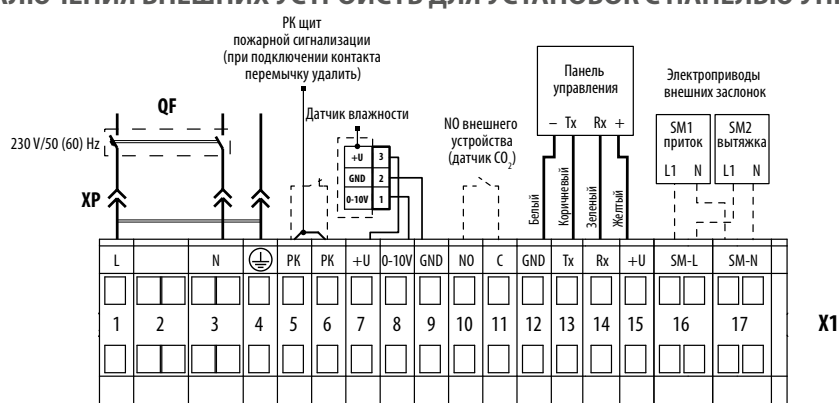 КЛЮЧЕНИЯ ВНЕШНИХ УСТРОЙСТВ ДЛЯ УСТАНОВОК С ПАНЕЛЬЮ
РК щит
пожарной сигнализации
(при подключении контакта
перемычку удалить)
QF
230 V/50 (60) Hz
XP
Датчик влажности
+U 3
GND 2
0-10V 1
NO внешнего
устройства
(датчик CO2)
Панель
управления
– Tx Rx +
Белый
Коричневый
Зеленый
Желтый
Электроприводы
внешних заслонок
SM1
приток
L1 N
SM2
вытяжка
L1 N
L N PK PK +U 0-10V GND NO C GND Tx Rx +U SM-L SM-N
1 2 3 4 5 6 7 8 9 10 11 12 13 14 15 16 17
X1